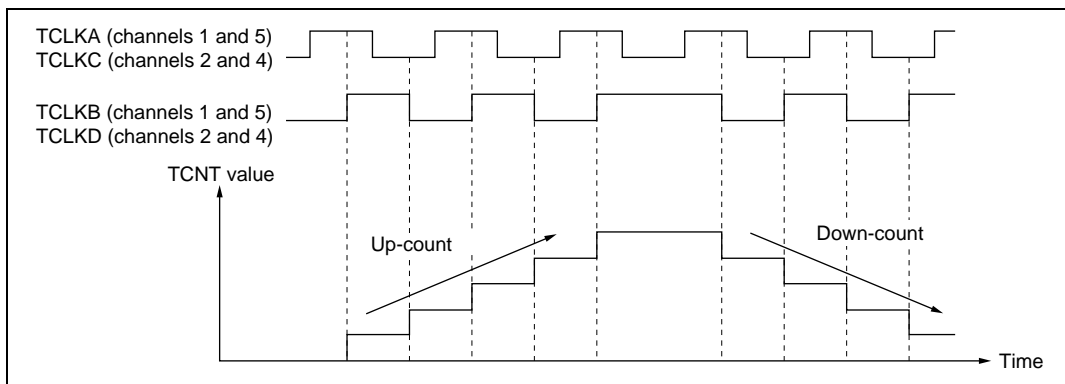 TCLKA (channels 1 and 5)
TCLKC (channels 2 and 4)
TCLKB (channels 1 and 5)
TCLKD (channels 2 and 4)
TCNT value
Up-count
Down-count
Time